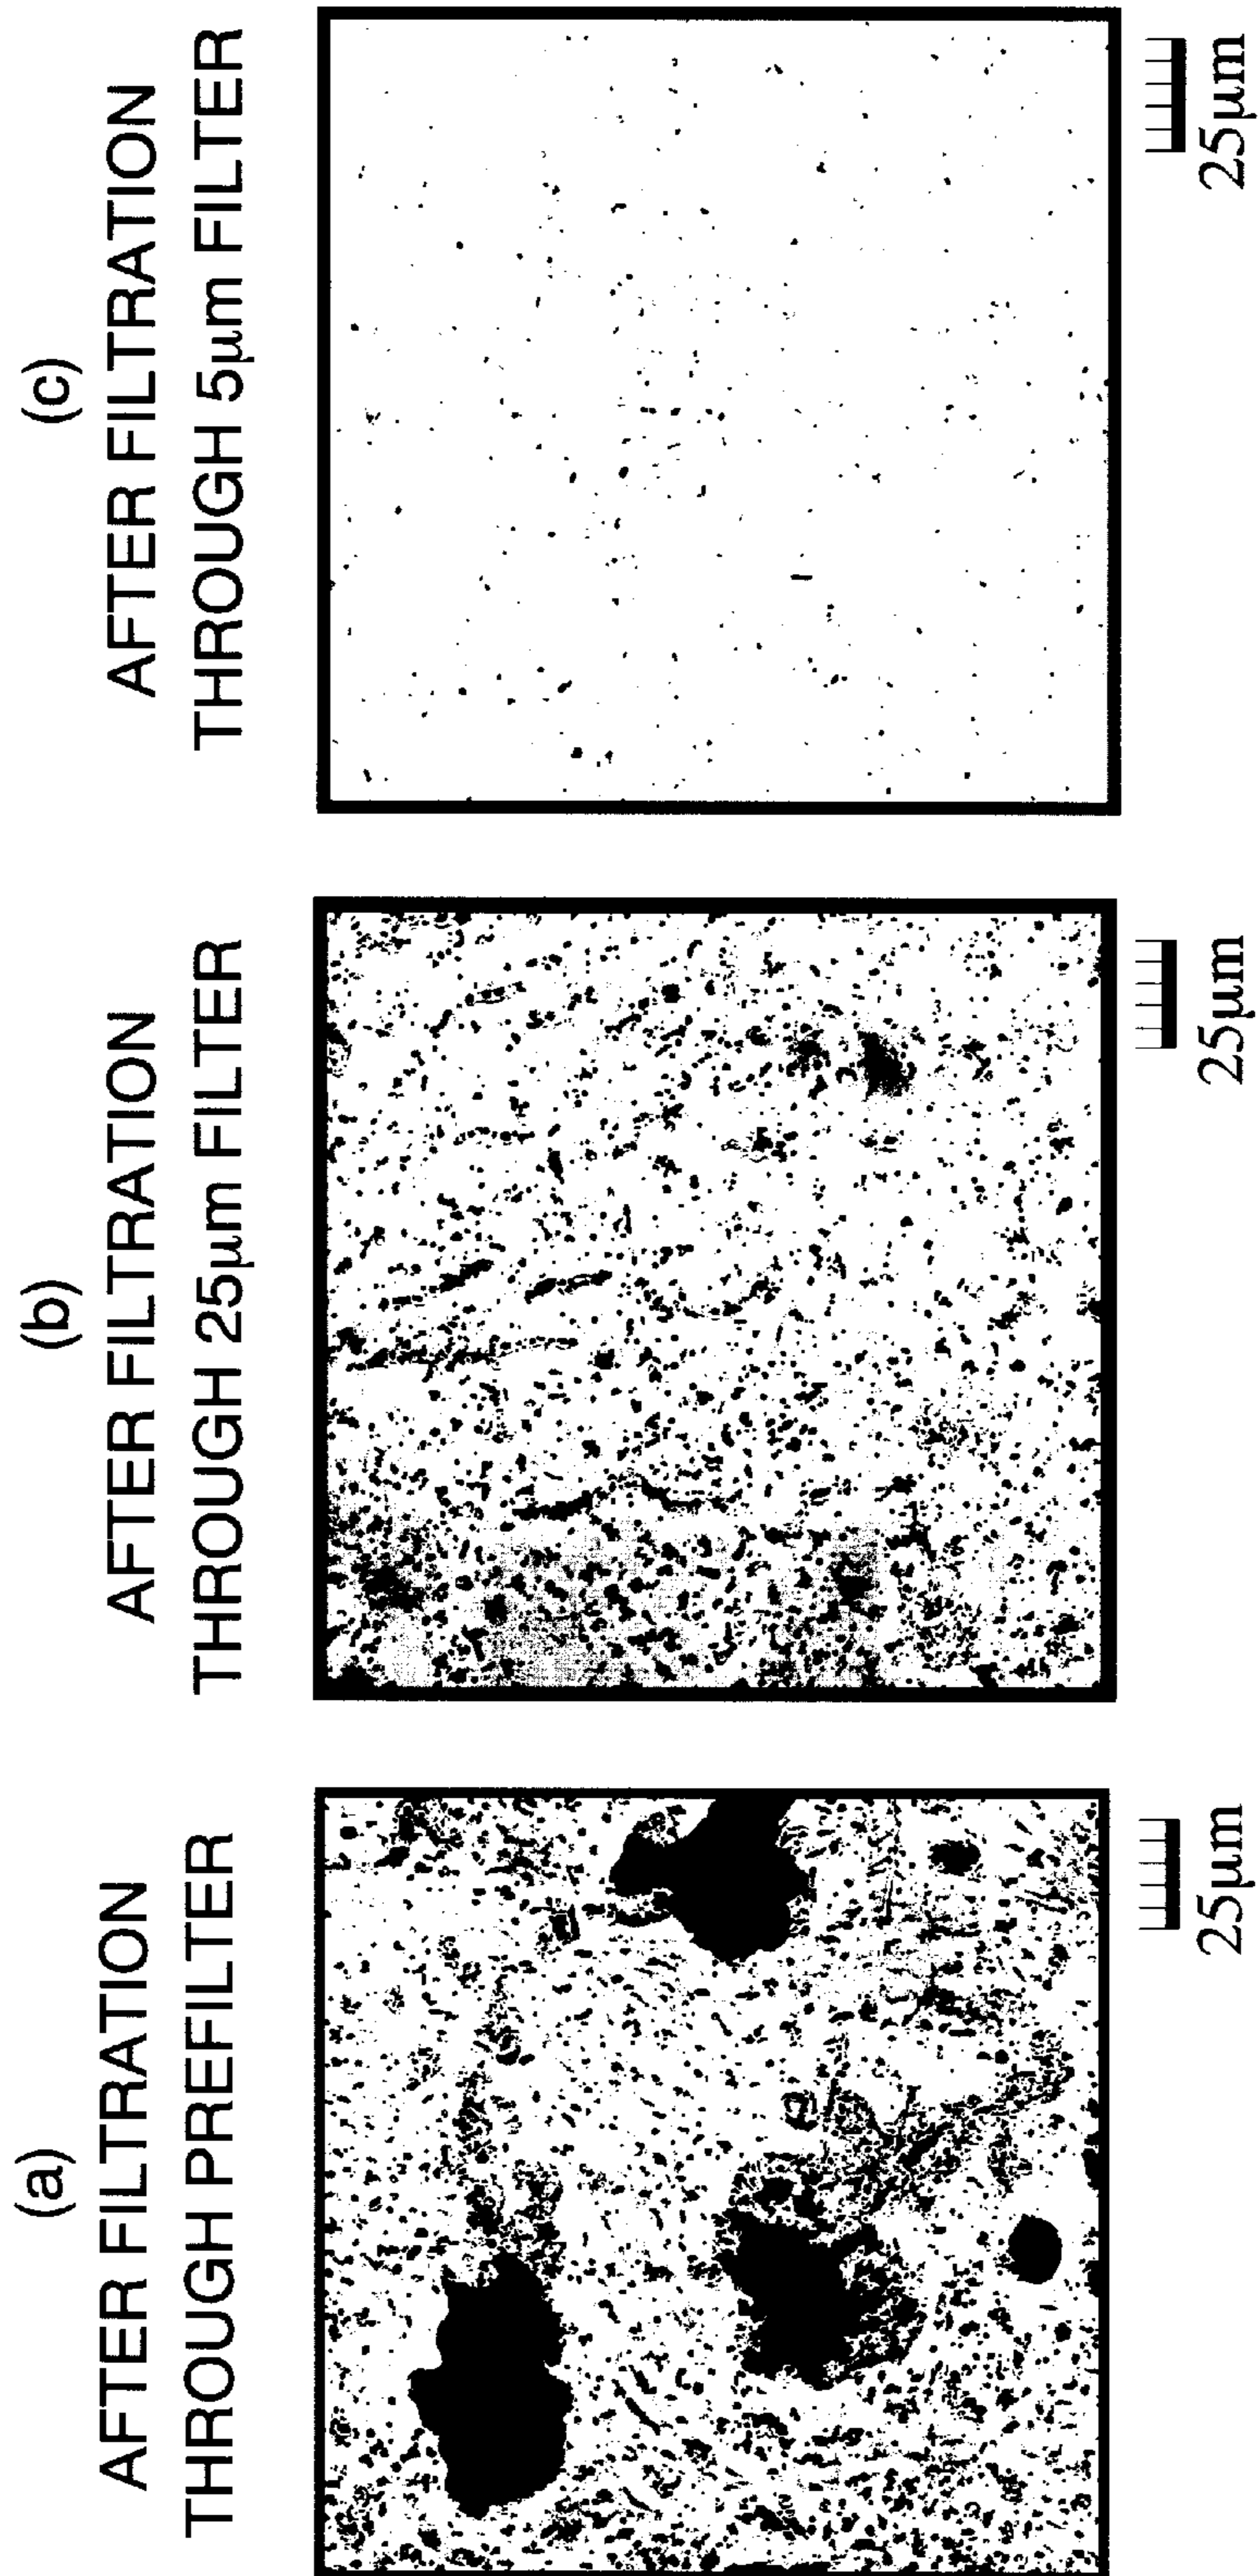 (a)
AFTER FILTRATION
THROUGH PREFILTER
25μm
(b)
AFTER FILTRATION
THROUGH 25μm FILTER
25μm
(c)
AFTER FILTRATION
THROUGH 5μm FILTER
25μm